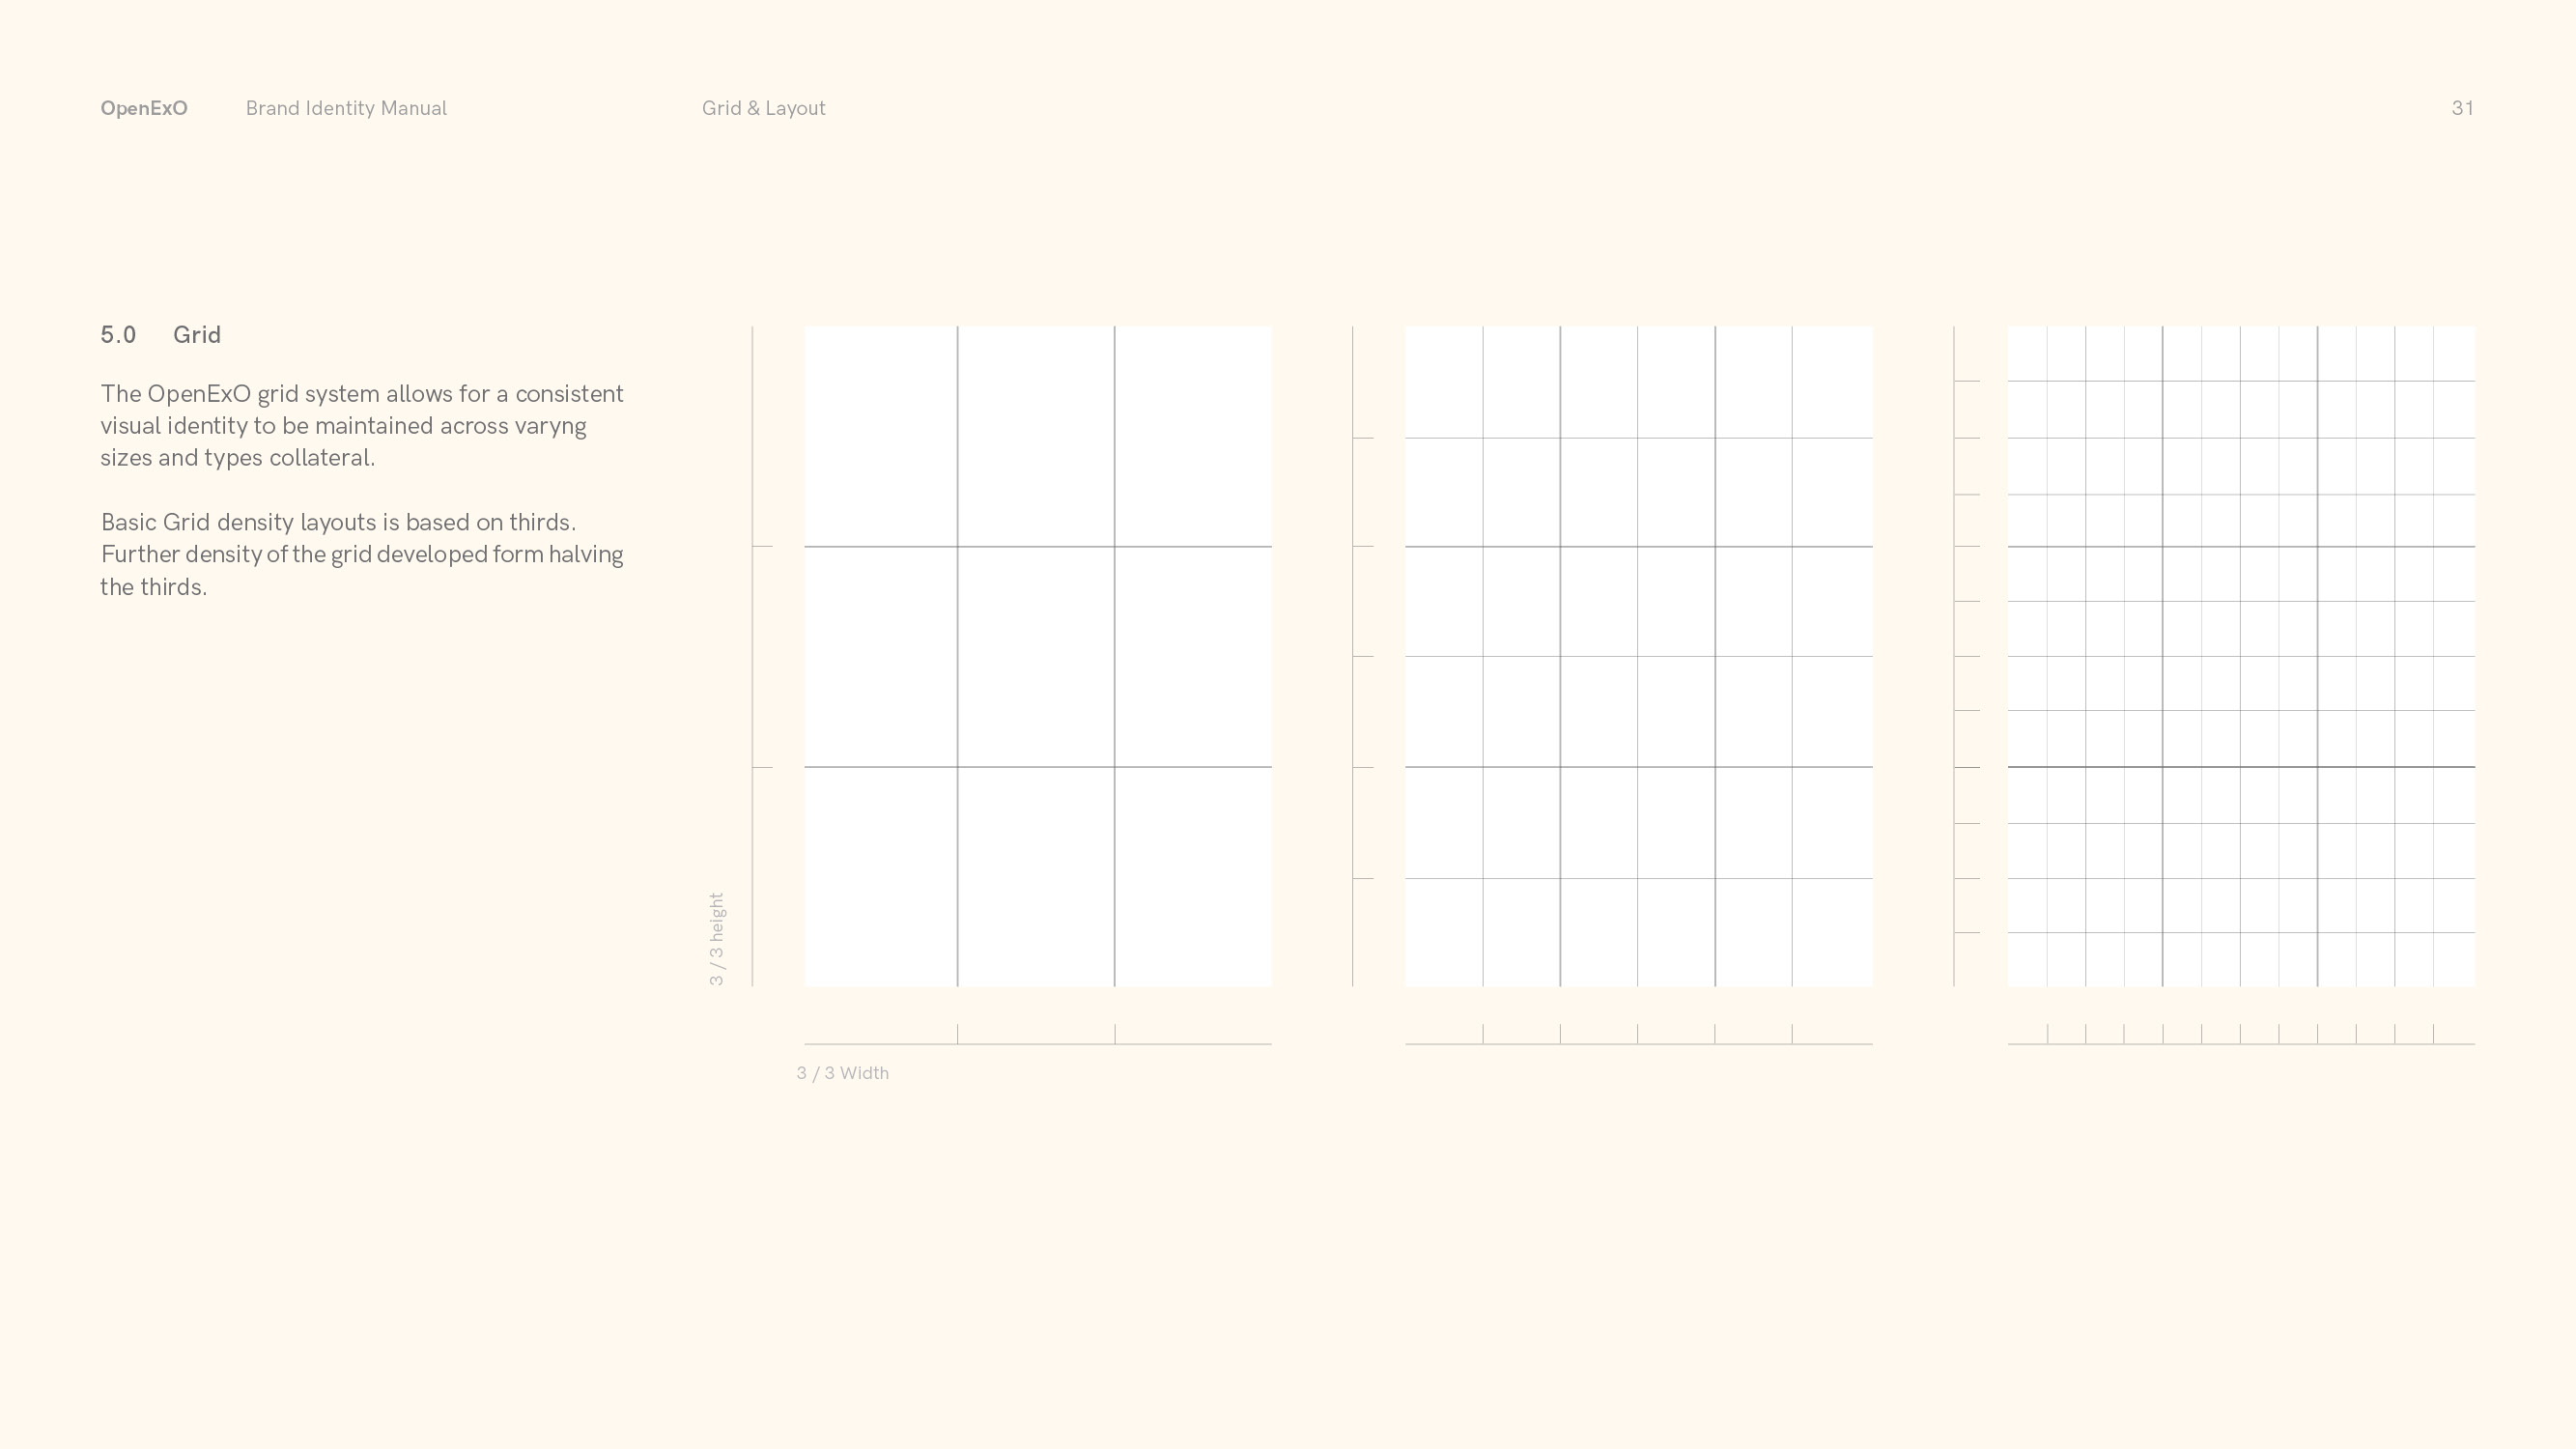 OpenExO Brand Identity Manual Grid & Layout 31
5.0 Grid
The OpenExO grid system allows for a consistent
visual identity to be maintained across varyng
sizes and types collateral.
Basic Grid density layouts is based on thirds.
Further density of the grid developed form halving
the thirds.
3 / 3 height
3 / 3 Width